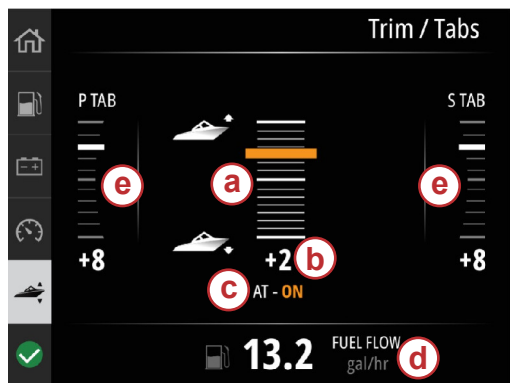 Trim / Tabs
P TAB
S TAB
- +
e
a
e
+8
+2
b
+8
c
AT - ON
13.2
FUEL FLOW
gal/hr
d